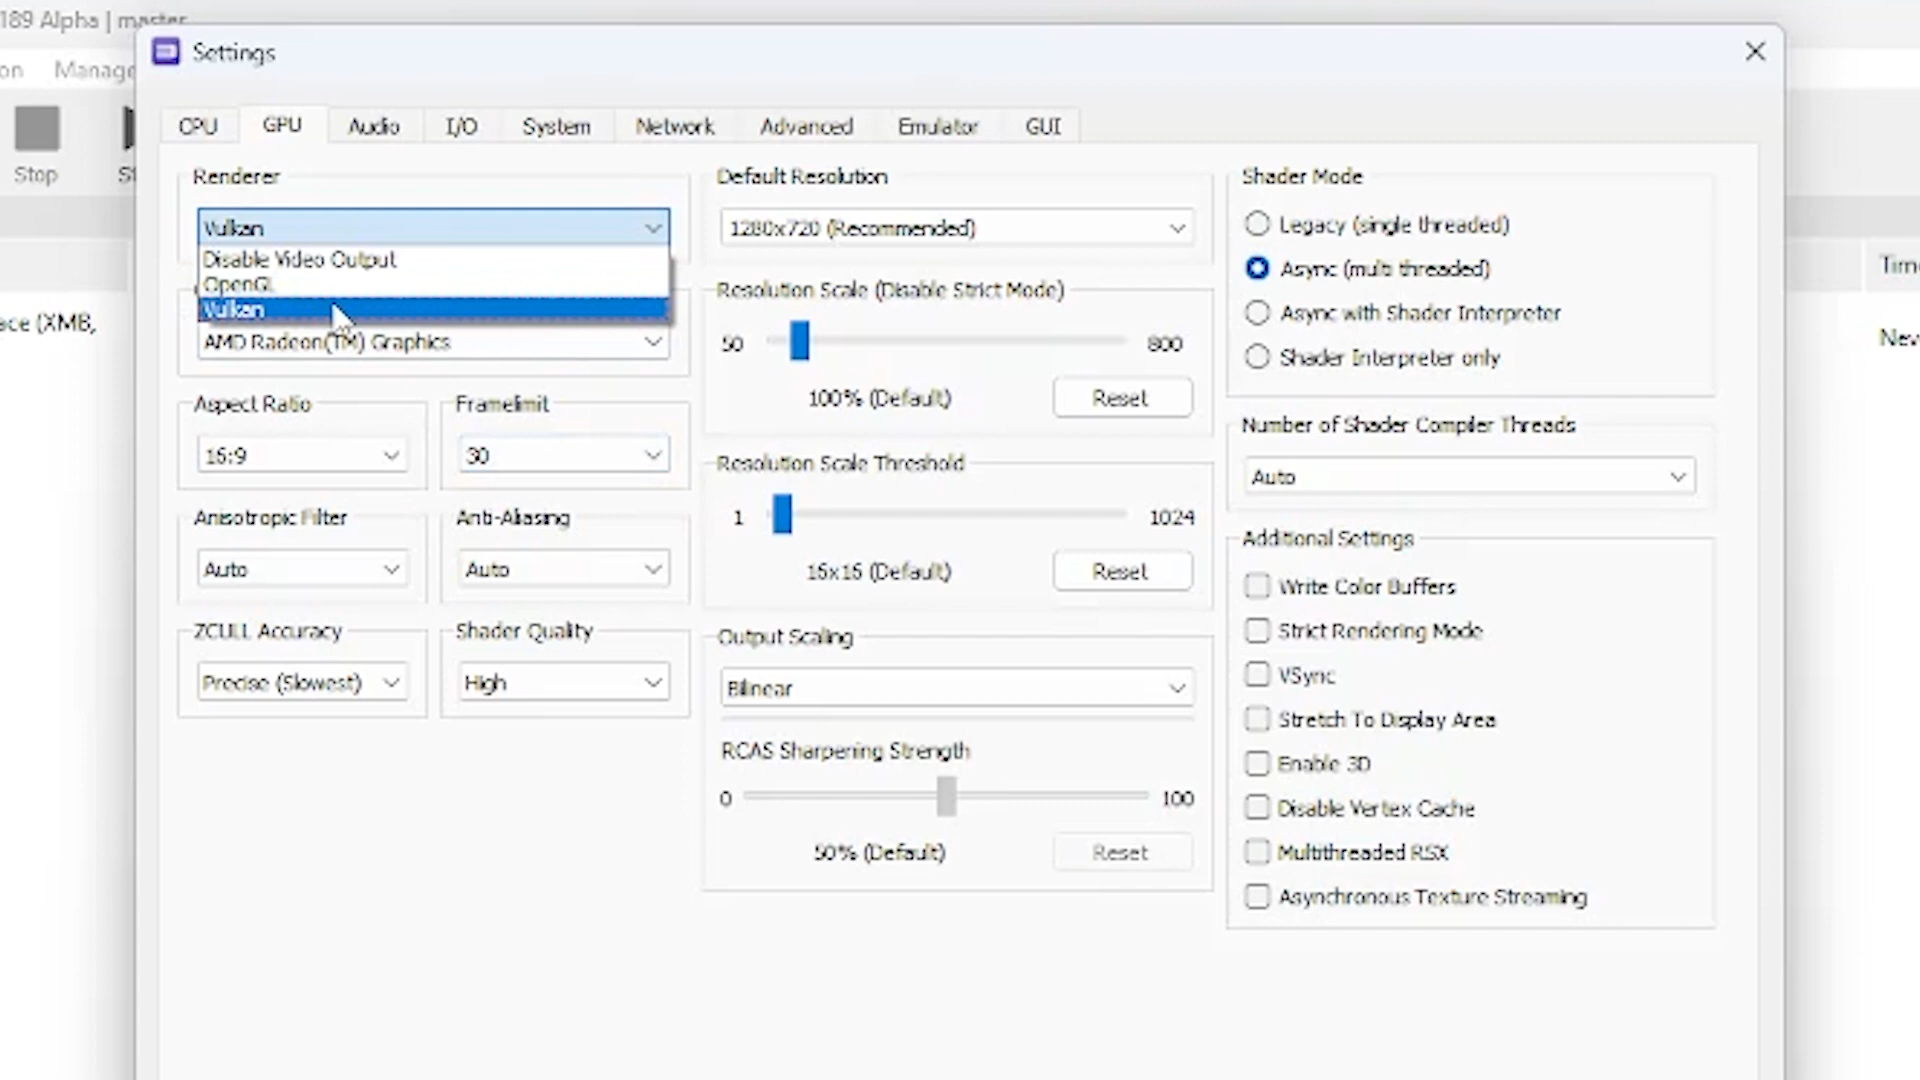 189 Alpha | master
Settings
on Manage
CPU GPU Audio I/O System Network Advanced Emulator GUI
Stop St
Renderer
Vulkan
Disable Video Output
OpenGL
Vulkan
AMD Radeon(TM) Graphics
Aspect Ratio
16:9
Framelimit
30
Anisotropic Filter
Auto
Anti-Aliasing
Auto
ZCULL Accuracy
Precise (Slowest)
Shader Quality
High
Default Resolution
1280x720 (Recommended)
Resolution Scale (Disable Strict Mode)
50 800
100% (Default) Reset
Resolution Scale Threshold
1 1024
16x16 (Default) Reset
Output Scaling
Bilinear
RCAS Sharpening Strength
0 100
50% (Default) Reset
Shader Mode
Legacy (single threaded)
Async (multi threaded)
Async with Shader Interpreter
Shader Interpreter only
Number of Shader Compiler Threads
Auto
Additional Settings
Write Color Buffers
Strict Rendering Mode
VSync
Stretch To Display Area
Enable 3D
Disable Vertex Cache
Multithreaded RSX
Asynchronous Texture Streaming
ace (XMB,
Time
Nev